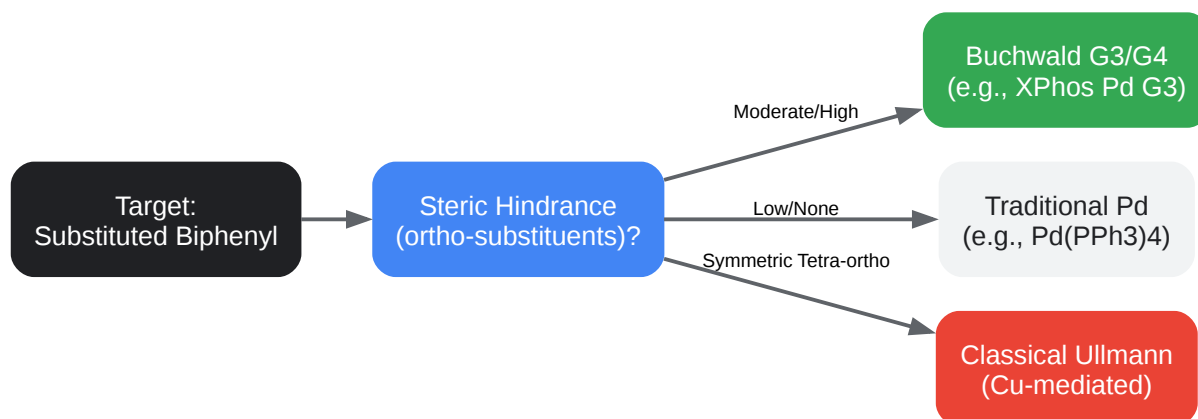 Target:
Substituted Biphenyl
Steric Hindrance
(ortho-substituents)?
Moderate/High
Low/None
Symmetric Tetra-ortho
Buchwald G3/G4
(e.g., XPhos Pd G3)
Traditional Pd
(e.g., Pd(PPh3)4)
Classical Ullmann
(Cu-mediated)